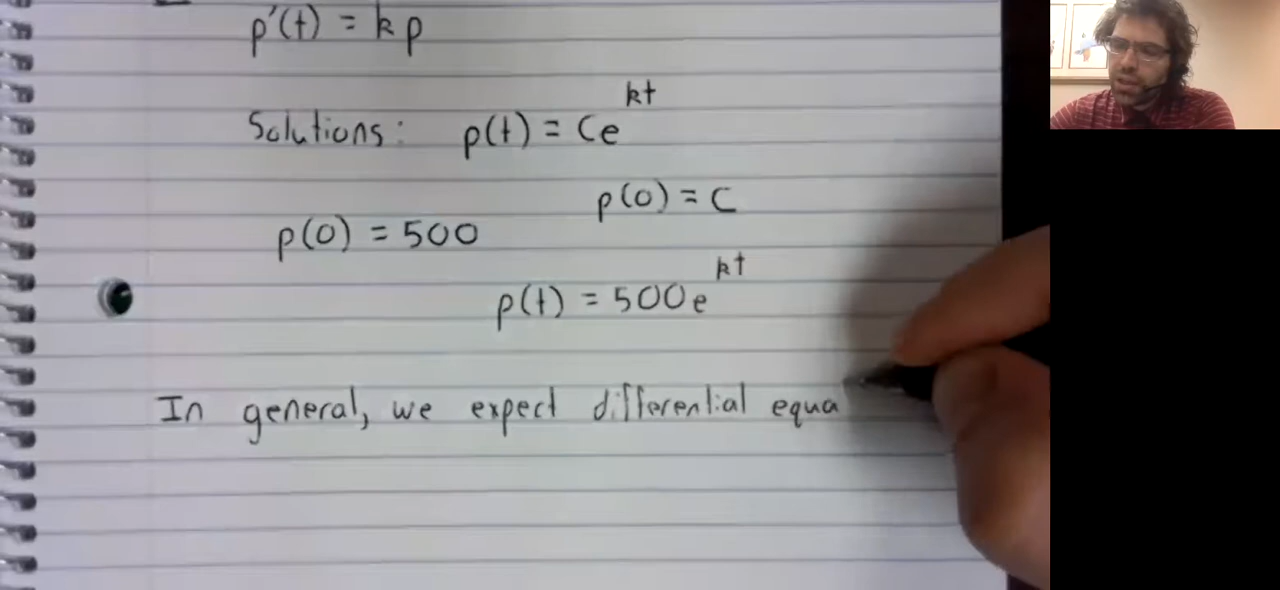 p'(t) = kp
Solutions: p(t) = Ce^{kt}
p(0) = C
p(0) = 500
p(t) = 500e^{kt}
In general, we expect differential equa